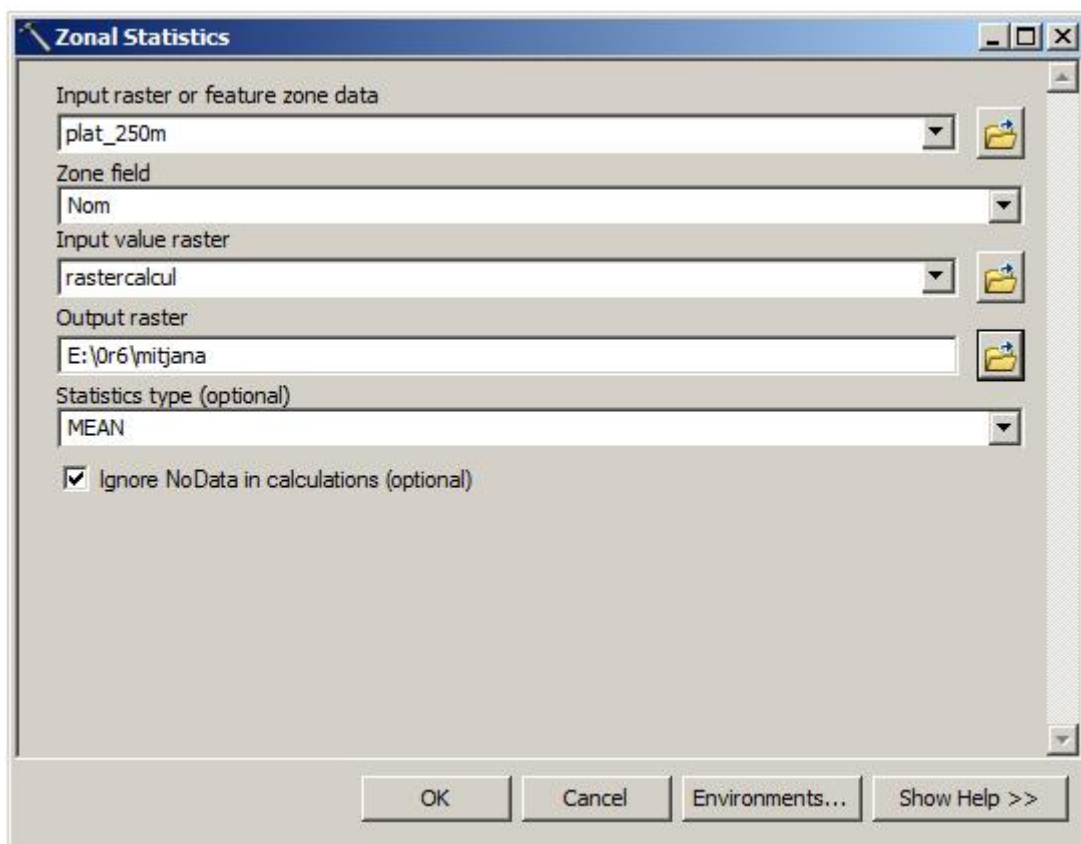 Zonal Statistics
Input raster or feature zone data
plat_250m
Zone field
Nom
Input value raster
rastercalcul
Output raster
E:\0r6\mitjana
Statistics type (optional)
MEAN
Ignore NoData in calculations (optional)
OK Cancel Environments... Show Help >>